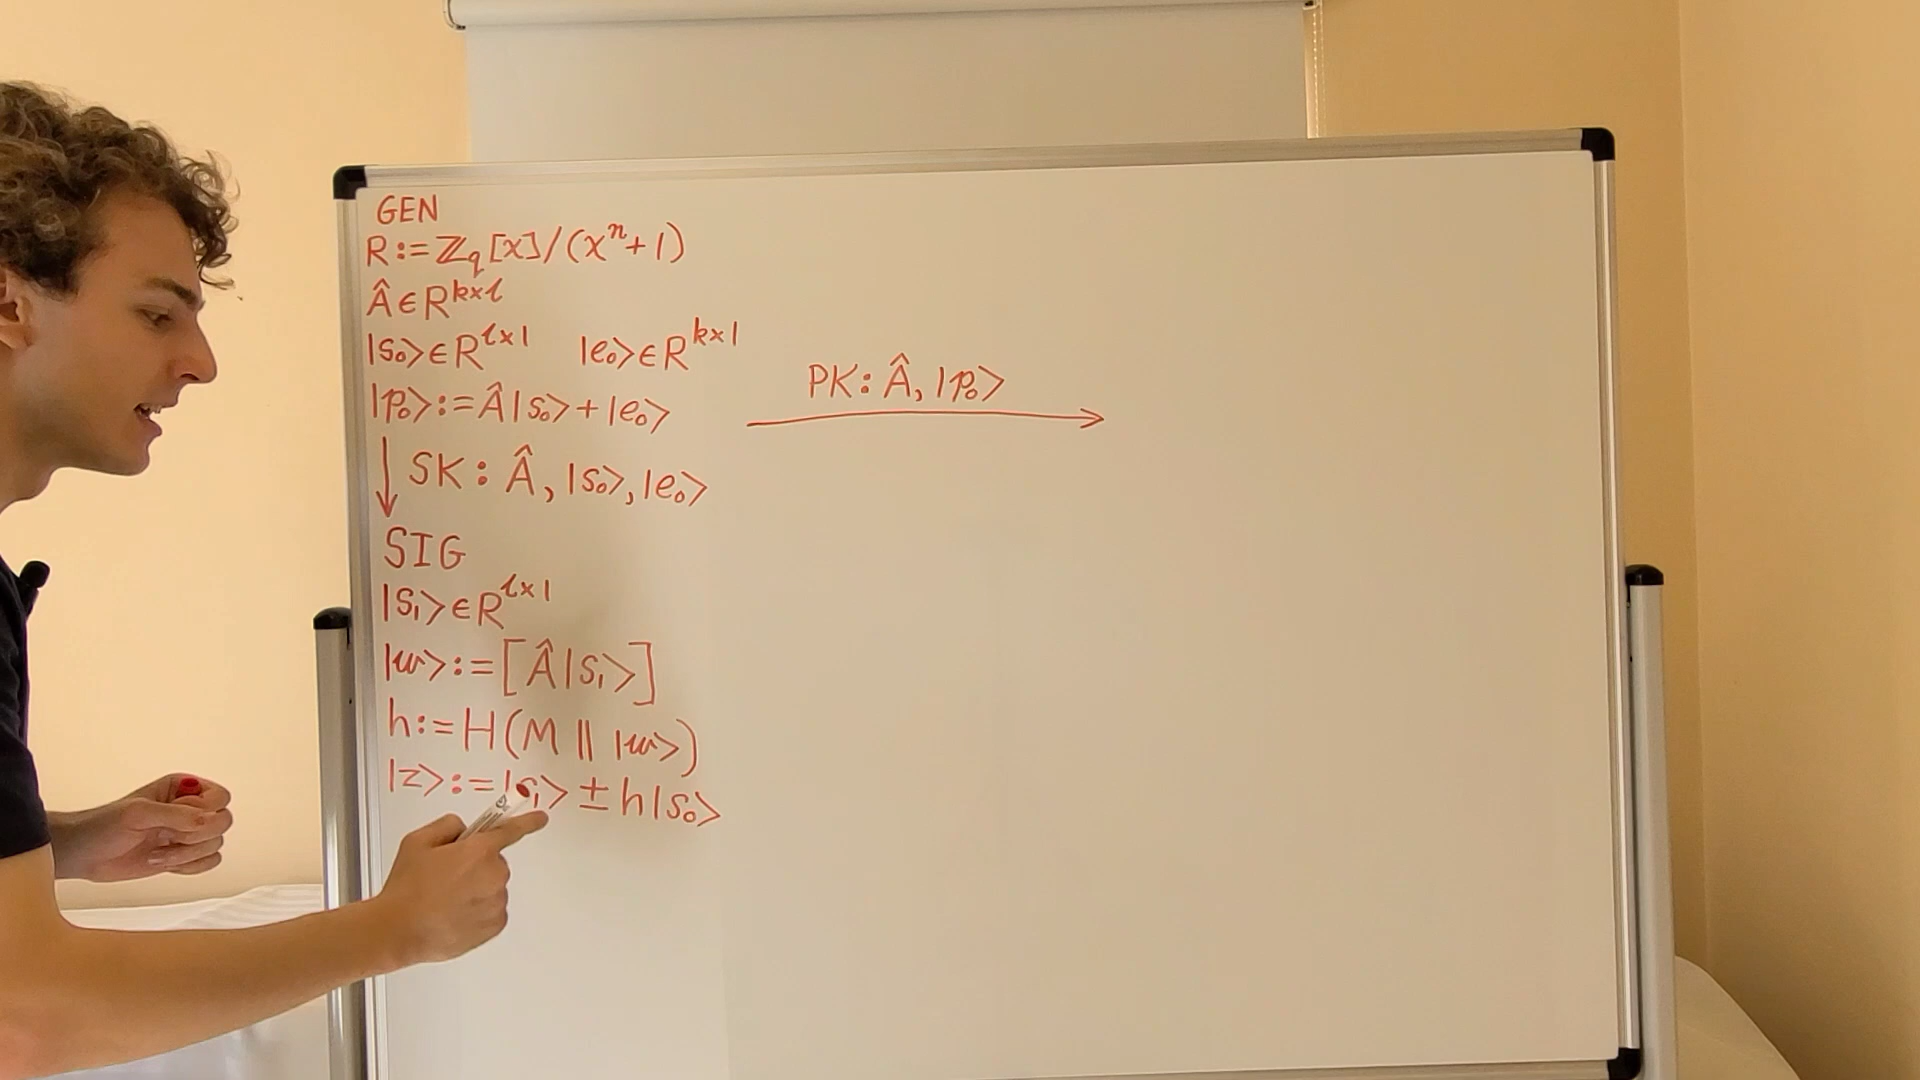 GEN
R := ℤq[x]/(xⁿ+1)
Â ∈ R^{k×l}
|s₀⟩ ∈ R^{l×1} |e₀⟩ ∈ R^{k×1}
|p₀⟩ := Â|s₀⟩ + |e₀⟩
PK: Â, |p₀⟩
SK: Â, |s₀⟩, |e₀⟩
SIG
|s₁⟩ ∈ R^{l×1}
|w⟩ := [Â|s₁⟩]
h := H(M || |w⟩)
|z⟩ := |s₁⟩ ± h|s₀⟩